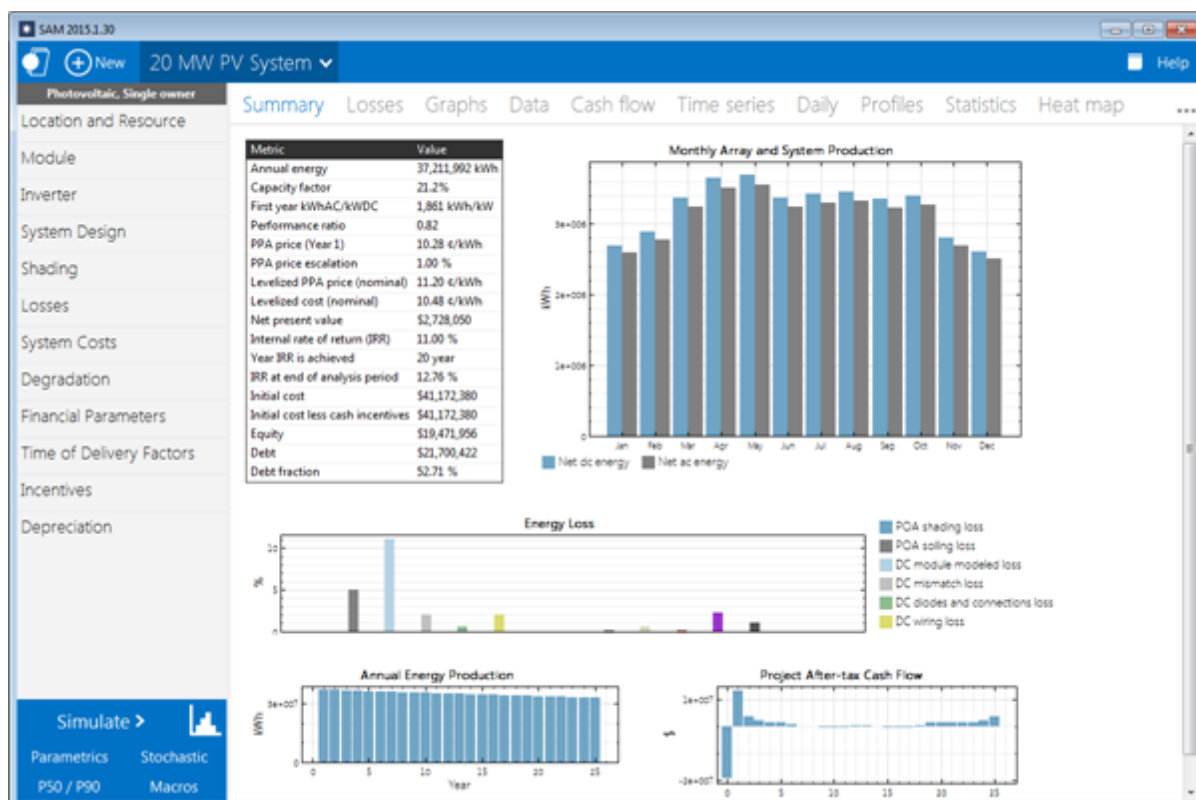 SAM 2015.1.30
New
20 MW PV System
Help
Photovoltaic, Single owner
Location and Resource
Module
Inverter
System Design
Shading
Losses
System Costs
Degradation
Financial Parameters
Time of Delivery Factors
Incentives
Depreciation
Simulate >
Parametrics Stochastic
P50 / P90 Macros
Summary Losses Graphs Data Cash flow Time series Daily Profiles Statistics Heat map ...
Metric Value
Annual energy 37,211,992 kWh
Capacity factor 21.2%
First year kWhAC/kWDC 1,861 kWh/kW
Performance ratio 0.82
PPA price (Year 1) 10.28 ¢/kWh
PPA price escalation 1.00 %
Levelized PPA price (nominal) 11.20 ¢/kWh
Levelized cost (nominal) 10.48 ¢/kWh
Net present value $2,728,050
Internal rate of return (IRR) 11.00 %
Year IRR is achieved 20 year
IRR at end of analysis period 12.76 %
Initial cost $41,172,380
Initial cost less cash incentives $41,172,380
Equity $19,471,956
Debt $21,700,422
Debt fraction 52.71 %
Monthly Array and System Production
3e+006
2e+006
1e+006
0
kWh
Jan Feb Mar Apr May Jun Jul Aug Sep Oct Nov Dec
Net dc energy Net ac energy
Energy Loss
10
5
0
%
POA shading loss
POA soiling loss
DC module modeled loss
DC mismatch loss
DC diodes and connections loss
DC wiring loss
Annual Energy Production
3e+007
0
kWh
0 5 10 15 20 25
Year
Project After-tax Cash Flow
2e+007
-2e+007
$
0 5 10 15 20 25